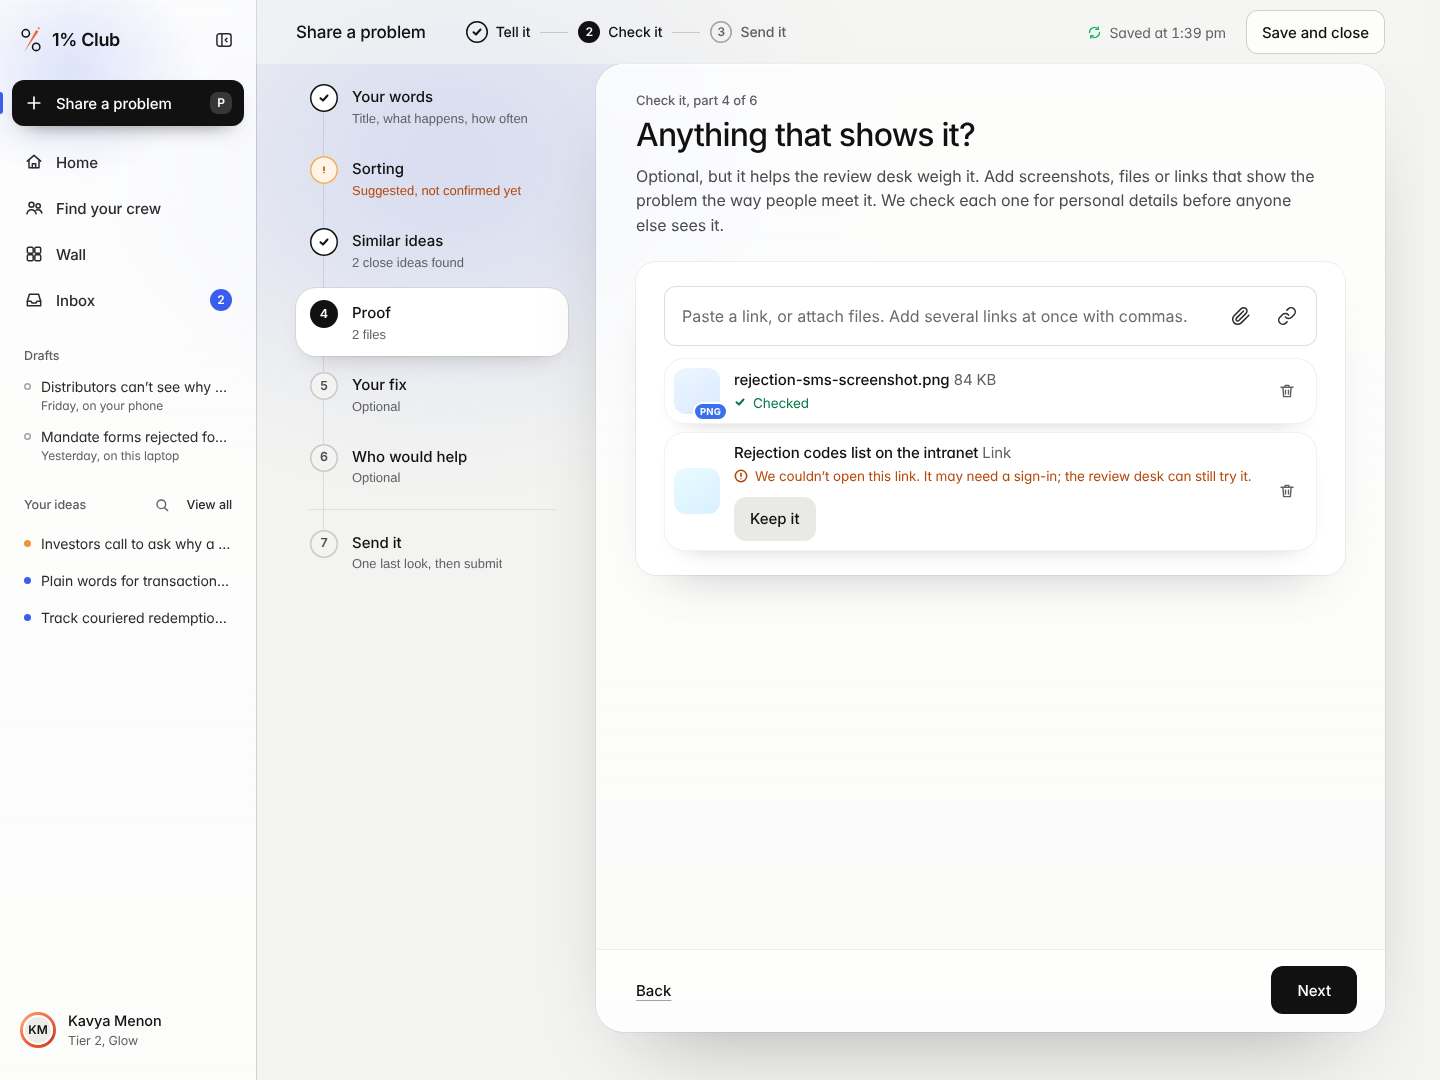 1% Club
Share a problem P
Home
Find your crew
Wall
Inbox 2
Drafts
Distributors can't see why ...
Friday, on your phone
Mandate forms rejected fo...
Yesterday, on this laptop
Your ideas View all
Investors call to ask why a ...
Plain words for transaction...
Track couriered redemptio...
KM Kavya Menon
Tier 2, Glow
Share a problem Tell it 2 Check it 3 Send it Saved at 1:39 pm Save and close
Your words
Title, what happens, how often
! Sorting
Suggested, not confirmed yet
Similar ideas
2 close ideas found
4 Proof
2 files
5 Your fix
Optional
6 Who would help
Optional
7 Send it
One last look, then submit
Check it, part 4 of 6
Anything that shows it?
Optional, but it helps the review desk weigh it. Add screenshots, files or links that show the
problem the way people meet it. We check each one for personal details before anyone
else sees it.
Paste a link, or attach files. Add several links at once with commas.
rejection-sms-screenshot.png 84 KB
PNG Checked
Rejection codes list on the intranet Link
We couldn't open this link. It may need a sign-in; the review desk can still try it.
Keep it
Back Next